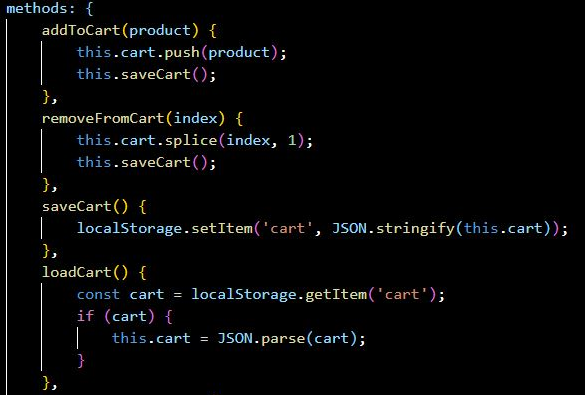 methods: {
addToCart(product) {
this.cart.push(product);
this.saveCart();
},
removeFromCart(index) {
this.cart.splice(index, 1);
this.saveCart();
},
saveCart() {
localStorage.setItem('cart', JSON.stringify(this.cart));
},
loadCart() {
const cart = localStorage.getItem('cart');
if (cart) {
this.cart = JSON.parse(cart);
}
},